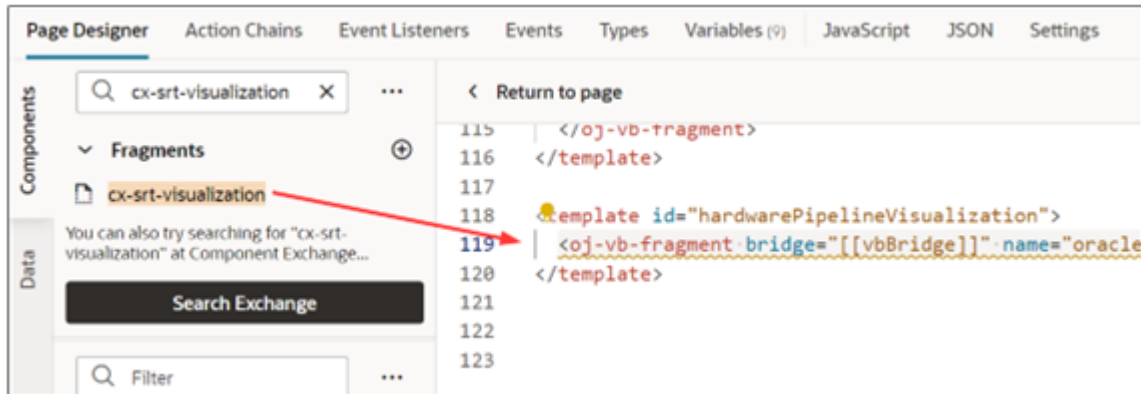 Page Designer Action Chains Event Listeners Events Types Variables (9) JavaScript JSON Settings
Components
Data
cx-srt-visualization
Fragments
cx-srt-visualization
You can also try searching for "cx-srt-
visualization" at Component Exchange...
Search Exchange
Filter
Return to page
115 </oj-vb-fragment>
116 </template>
117
118 <template id="hardwarePipelineVisualization">
119 <oj-vb-fragment bridge="[[vbBridge]]" name="oracle
120 </template>
121
122
123